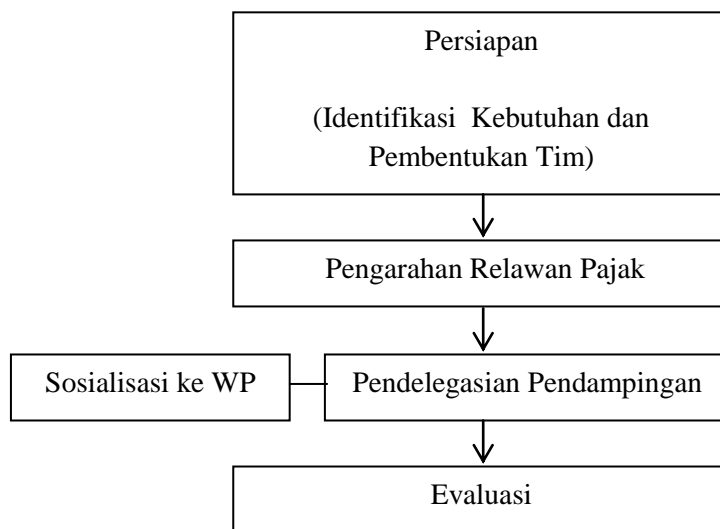 Persiapan
(Identifikasi Kebutuhan dan
Pembentukan Tim)
Pengarahan Relawan Pajak
Sosialisasi ke WP
Pendelegasian Pendampingan
Evaluasi